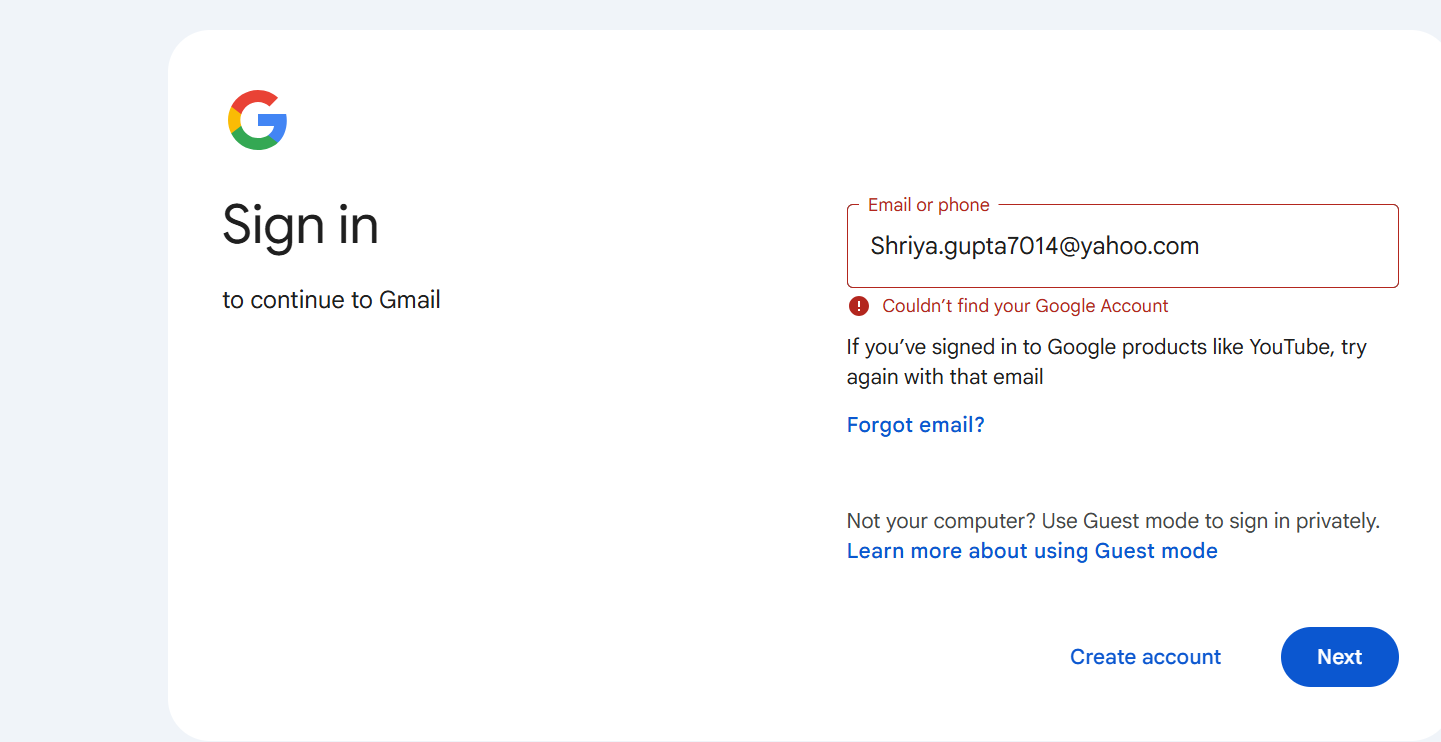 Sign in
to continue to Gmail
Email or phone
Shriya.gupta7014@yahoo.com
Couldn’t find your Google Account
If you’ve signed in to Google products like YouTube, try
again with that email
Forgot email?
Not your computer? Use Guest mode to sign in privately.
Learn more about using Guest mode
Create account
Next